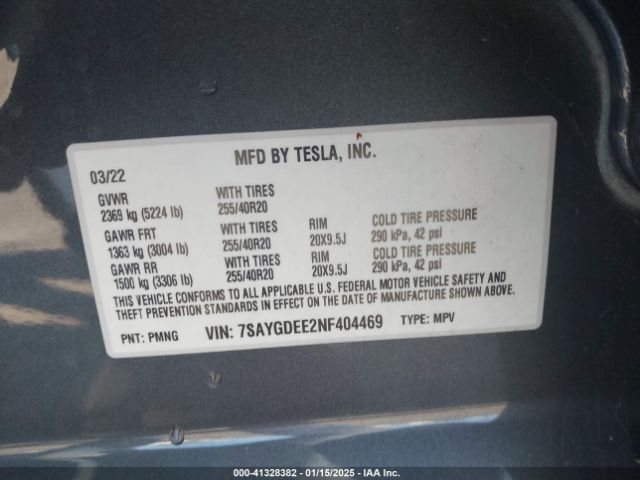 MFD BY TESLA, INC.
03/22
GVWR WITH TIRES
2369 kg (5224 lb) 255/40R20
GAWR FRT WITH TIRES RIM COLD TIRE PRESSURE
1363 kg (3004 lb) 255/40R20 20X9.5J 290 kPa, 42 psi
GAWR RR WITH TIRES RIM COLD TIRE PRESSURE
1500 kg (3306 lb) 255/40R20 20X9.5J 290 kPa, 42 psi
THIS VEHICLE CONFORMS TO ALL APPLICABLE U.S. FEDERAL MOTOR VEHICLE SAFETY AND
THEFT PREVENTION STANDARDS IN EFFECT ON THE DATE OF MANUFACTURE SHOWN ABOVE.
PNT: PMNG VIN: 7SAYGDEE2NF404469 TYPE: MPV
000-41328382 - 01/15/2025 - IAA Inc.